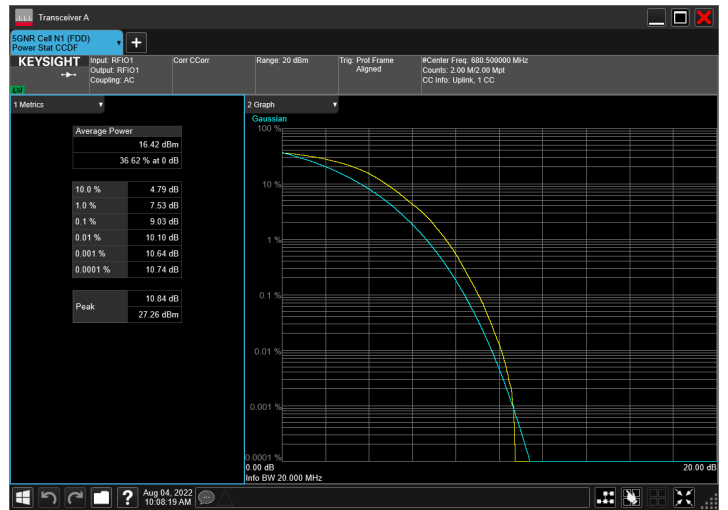 Transceiver A
5GNR Cell N1 (FDD)
Power Stat CCDF
KEYSIGHT
LXI
Input: RFIO1
Output: RFIO1
Coupling: AC
Corr CCorr
Range: 20 dBm
Trig: Prot Frame
Aligned
#Center Freq: 680.500000 MHz
Counts: 2.00 M/2.00 Mpt
CC Info: Uplink, 1 CC
1 Metrics
Average Power
16.42 dBm
36.62 % at 0 dB
10.0 % 4.79 dB
1.0 % 7.53 dB
0.1 % 9.03 dB
0.01 % 10.10 dB
0.001 % 10.64 dB
0.0001 % 10.74 dB
Peak 10.84 dB
27.26 dBm
2 Graph
Gaussian
100 %
10 %
1 %
0.1 %
0.01 %
0.001 %
0.0001 %
0.00 dB 20.00 dB
Info BW 20.000 MHz
? Aug 04, 2022
10:08:19 AM